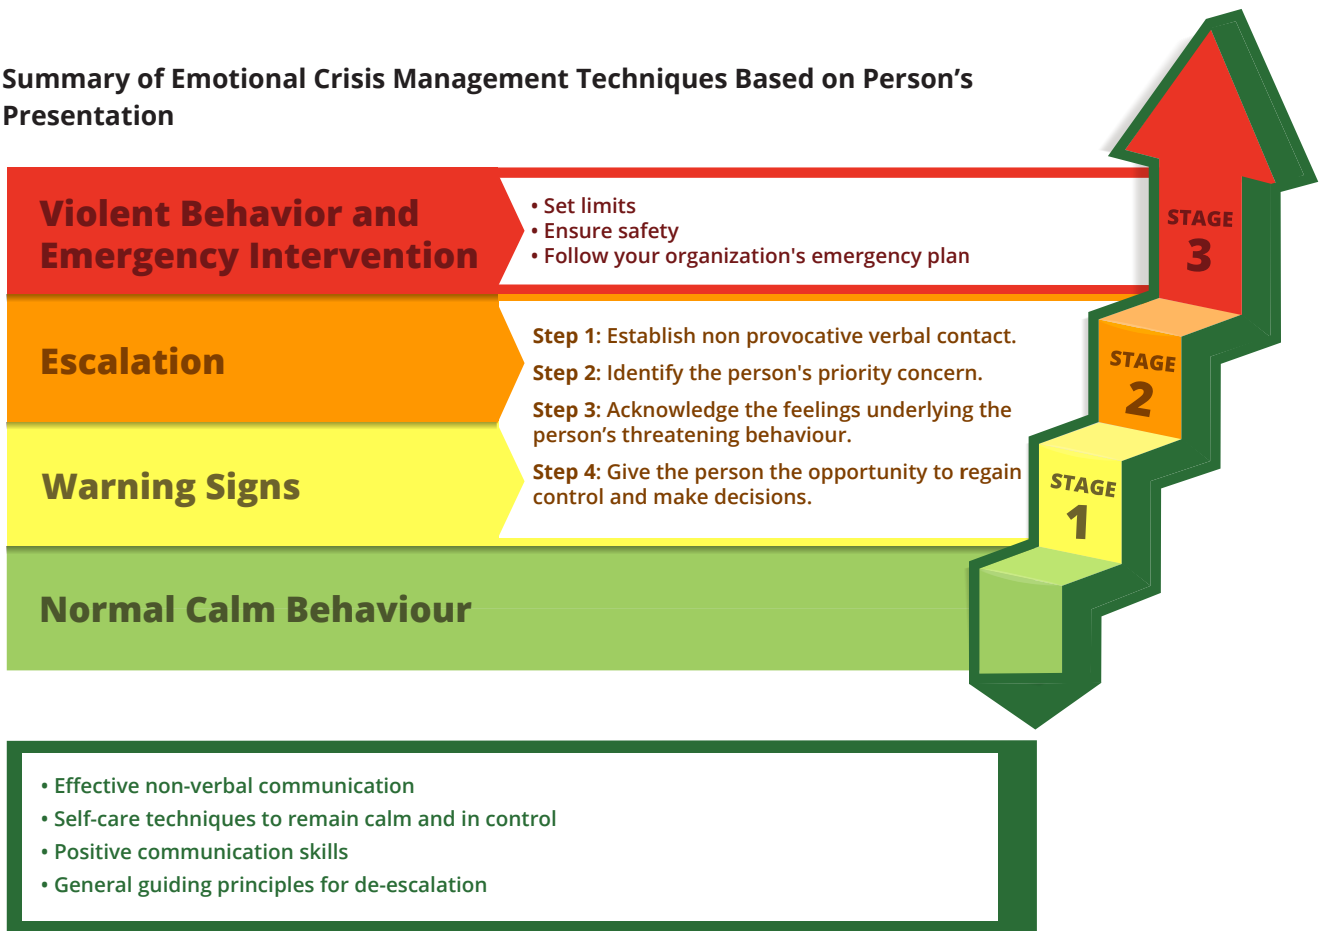 Summary of Emotional Crisis Management Techniques Based on Person’s
Presentation
Violent Behavior and
Emergency Intervention
• Set limits
• Ensure safety
• Follow your organization's emergency plan
STAGE
3
Escalation
Step 1: Establish non provocative verbal contact.
Step 2: Identify the person's priority concern.
Step 3: Acknowledge the feelings underlying the
person’s threatening behaviour.
Step 4: Give the person the opportunity to regain
control and make decisions.
STAGE
2
Warning Signs
STAGE
1
Normal Calm Behaviour
• Effective non-verbal communication
• Self-care techniques to remain calm and in control
• Positive communication skills
• General guiding principles for de-escalation